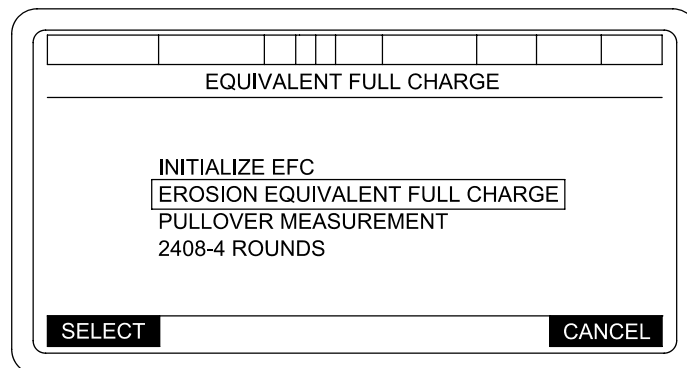 EQUIVALENT FULL CHARGE
INITIALIZE EFC
EROSION EQUIVALENT FULL CHARGE
PULLOVER MEASUREMENT
2408-4 ROUNDS
SELECT CANCEL